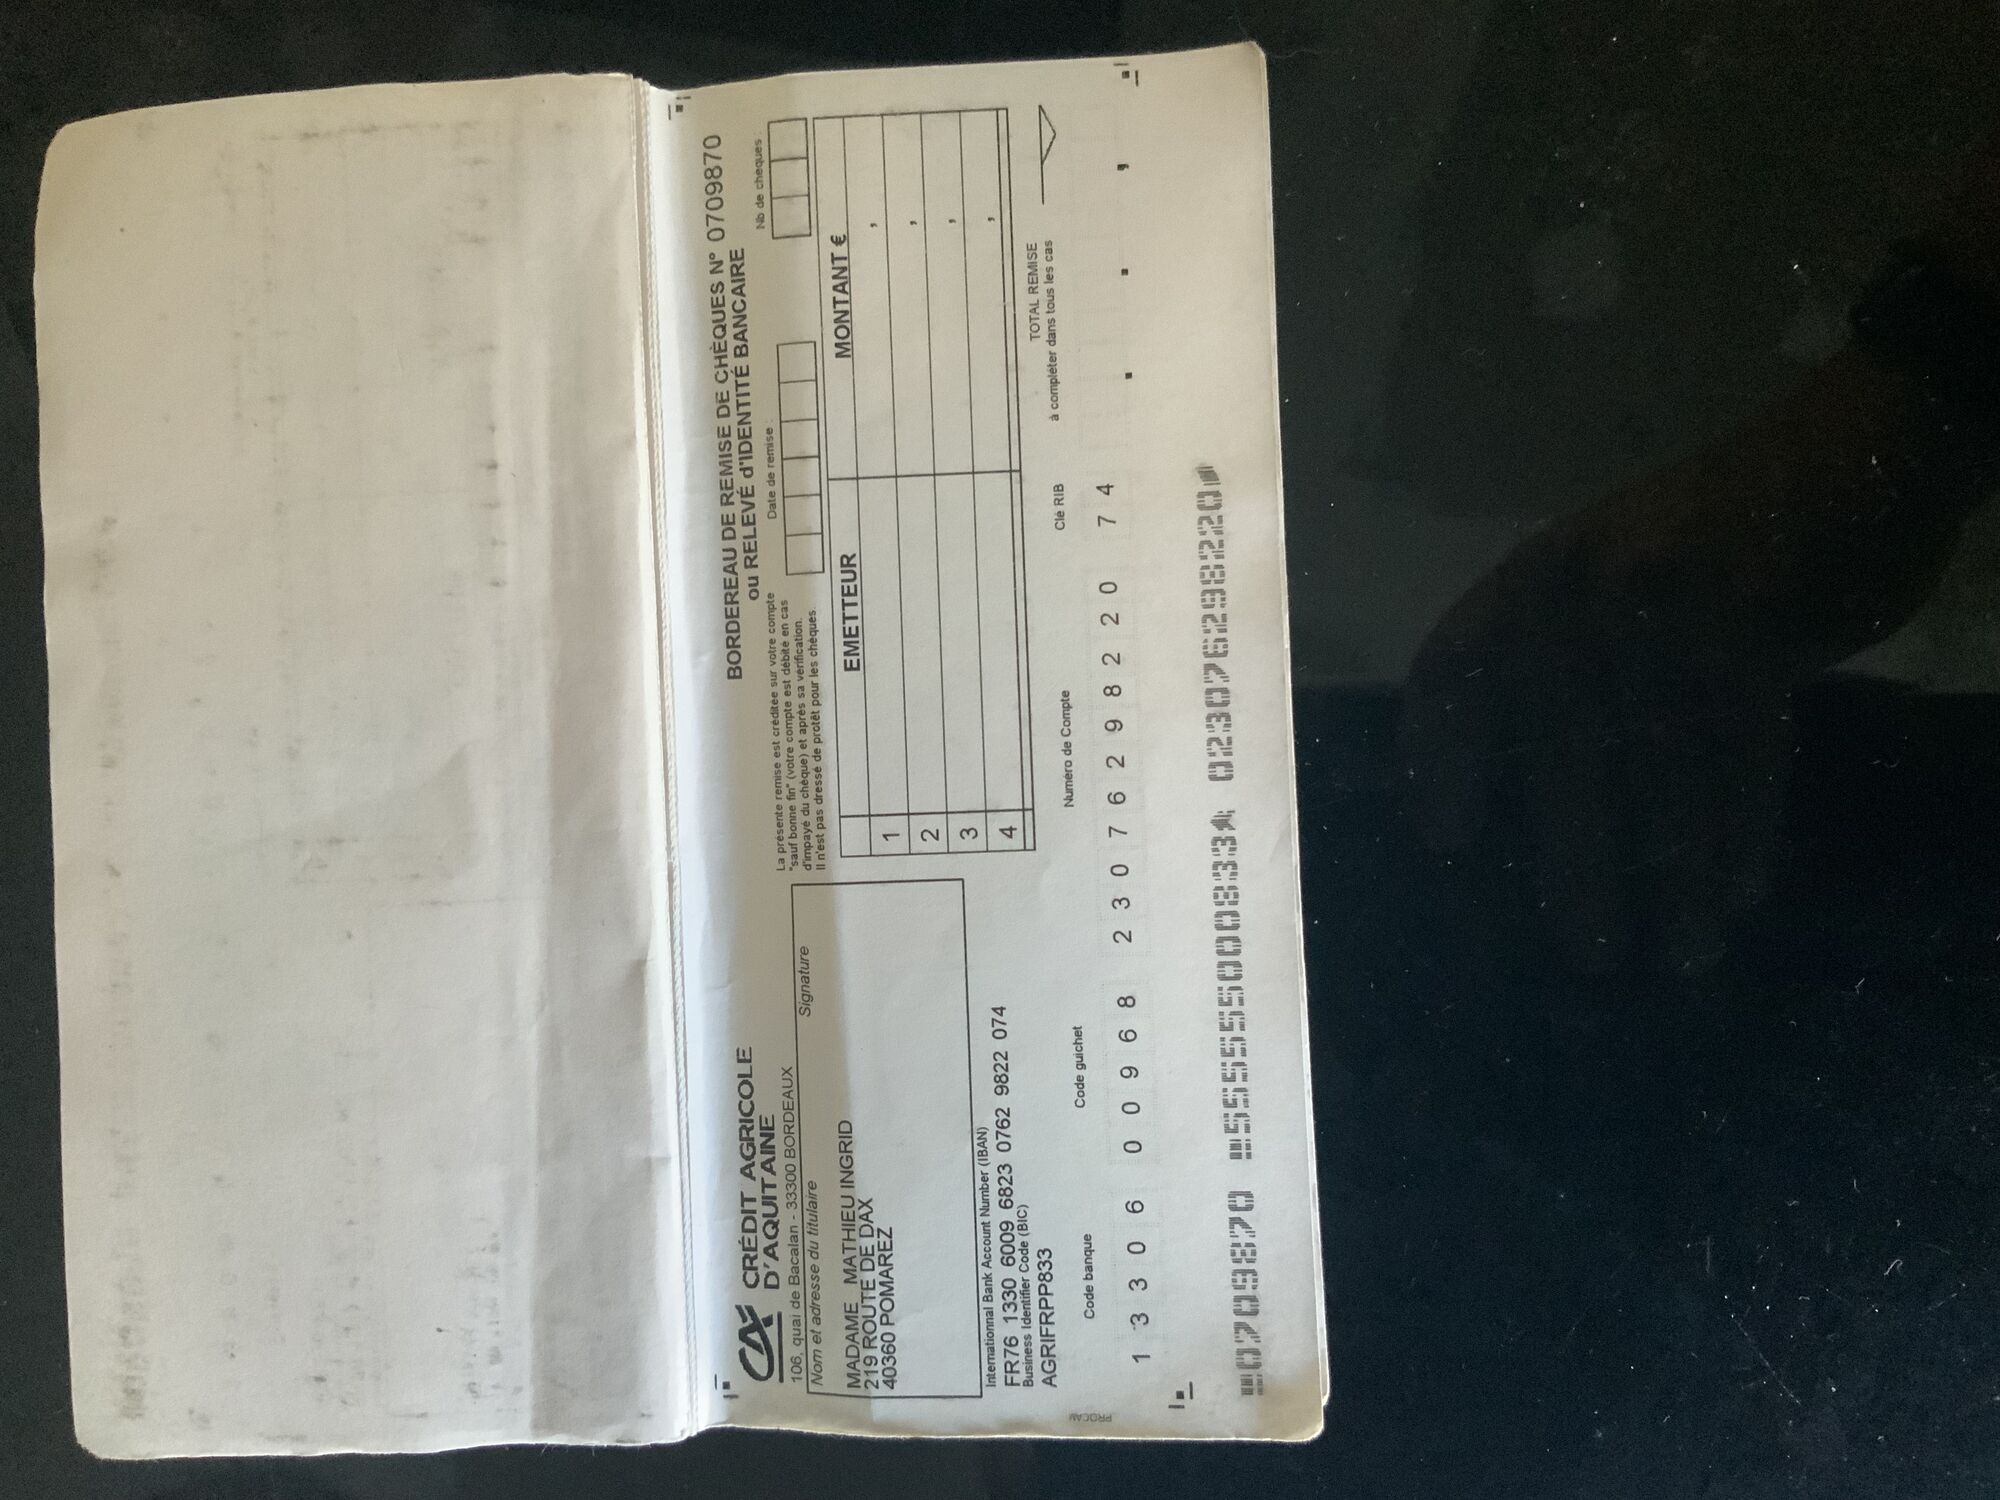 CRÉDIT AGRICOLE
D'AQUITAINE
106, quai de Bacalan - 33300 BORDEAUX
Nom et adresse du titulaire
Signature
MADAME MATHIEU INGRID
219 ROUTE DE DAX
40360 POMAREZ
BORDEREAU DE REMISE DE CHÈQUES N° 0709870
ou RELEVÉ d'IDENTITÉ BANCAIRE
La présente remise est créditée sur votre compte
"sauf bonne fin" (votre compte est débité en cas
d'impayé du chèque) et après sa vérification.
Il n'est pas dressé de protêt pour les chèques
Date de remise :
Nb de chèques :
EMETTEUR MONTANT €
1 ,
2 ,
3 ,
4 ,
Internationnal Bank Account Number (IBAN)
FR76 1330 6009 6823 0762 9822 074
Business Identifier Code (BIC)
AGRIFRPP833
TOTAL REMISE
à compléter dans tous les cas
Code banque Code guichet Numéro de Compte Clé RIB
1 3 3 0 6 0 0 9 6 8 2 3 0 7 6 2 9 8 2 2 0 7 4
PROCAM
0709870 55555000833 023076298220